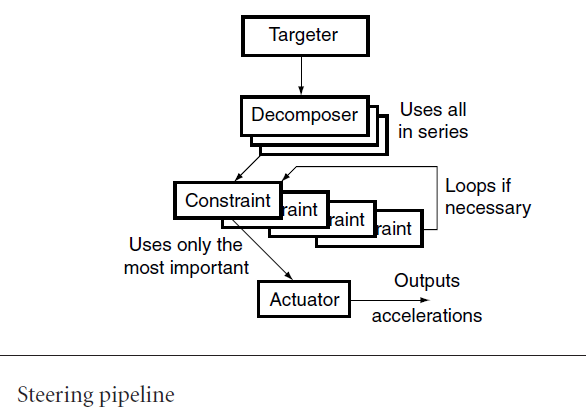 Targeter
Decomposer
Uses all
in series
Constraint
raint
raint
raint
Loops if
necessary
Uses only the
most important
Actuator
Outputs
accelerations
Steering pipeline